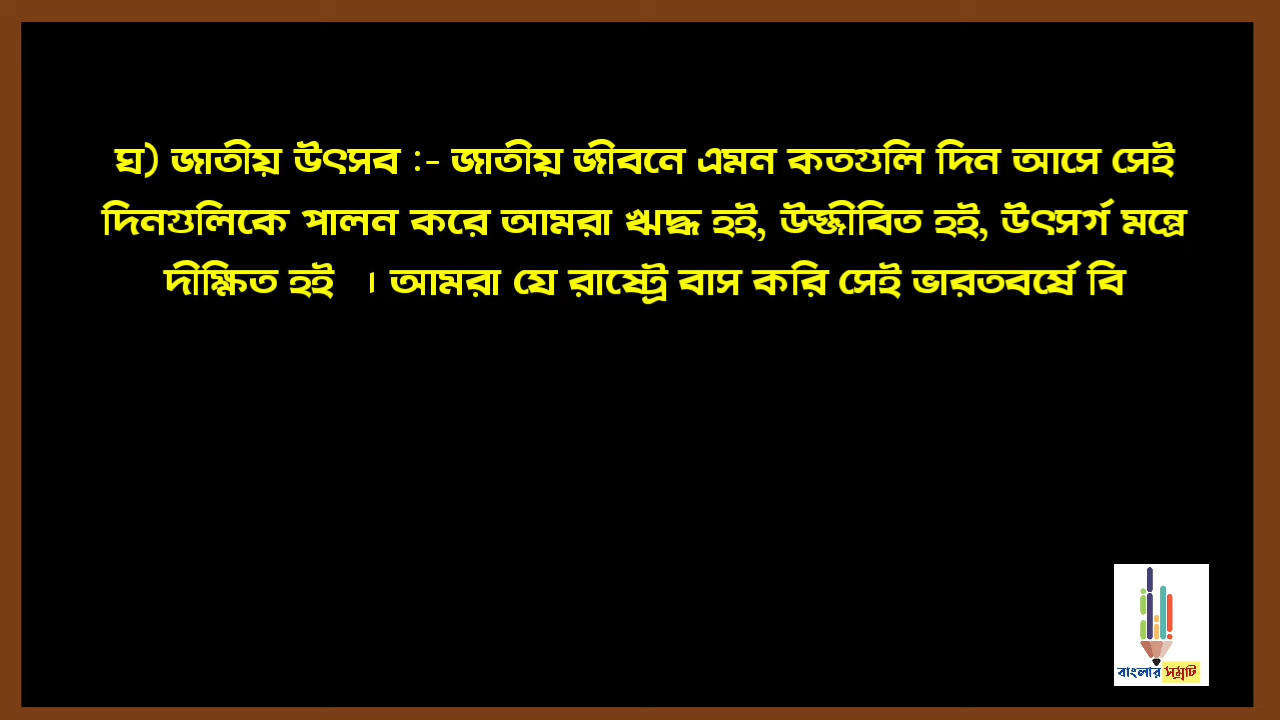 ঘ) জাতীয় উৎসব :- জাতীয় জীবনে এমন কতগুলি দিন আসে সেই
দিনগুলিকে পালন করে আমরা ঋদ্ধ হই, উজ্জীবিত হই, উৎসর্গ মন্ত্রে
দীক্ষিত হই । আমরা যে রাষ্ট্রে বাস করি সেই ভারতবর্ষে বি
বাংলার সম্রাট